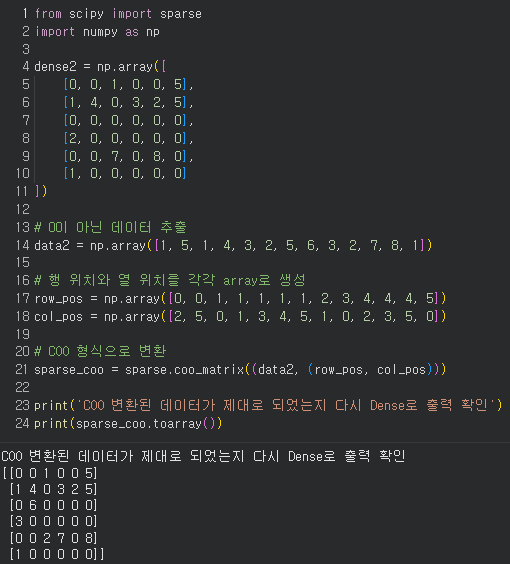 1 from scipy import sparse
2 import numpy as np
3
4 dense2 = np.array([
5     [0, 0, 1, 0, 0, 5],
6     [1, 4, 0, 3, 2, 5],
7     [0, 0, 0, 0, 0, 0],
8     [2, 0, 0, 0, 0, 0],
9     [0, 0, 7, 0, 8, 0],
10     [1, 0, 0, 0, 0, 0]
11 ])
12
13 # 0이 아닌 데이터 추출
14 data2 = np.array([1, 5, 1, 4, 3, 2, 5, 6, 3, 2, 7, 8, 1])
15
16 # 행 위치와 열 위치를 각각 array로 생성
17 row_pos = np.array([0, 0, 1, 1, 1, 1, 1, 2, 3, 4, 4, 4, 5])
18 col_pos = np.array([2, 5, 0, 1, 3, 4, 5, 1, 0, 2, 3, 5, 0])
19
20 # COO 형식으로 변환
21 sparse_coo = sparse.coo_matrix((data2, (row_pos, col_pos)))
22
23 print('COO 변환된 데이터가 제대로 되었는지 다시 Dense로 출력 확인')
24 print(sparse_coo.toarray())
COO 변환된 데이터가 제대로 되었는지 다시 Dense로 출력 확인
[[0 0 1 0 0 5]
 [1 4 0 3 2 5]
 [0 6 0 0 0 0]
 [3 0 0 0 0 0]
 [0 0 2 7 0 8]
 [1 0 0 0 0 0]]